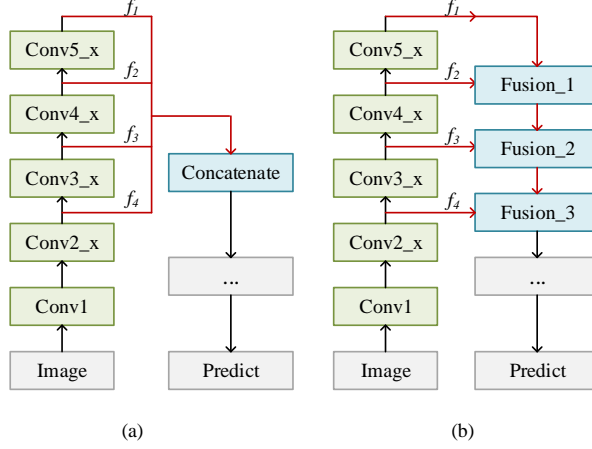 f1
Conv5_x
f2
Conv4_x
f3
Conv3_x
Concatenate
f4
Conv2_x
...
Conv1
Image
Predict
(a)
f1
Conv5_x
f2
Fusion_1
Conv4_x
f3
Fusion_2
Conv3_x
f4
Fusion_3
Conv2_x
...
Conv1
Image
Predict
(b)